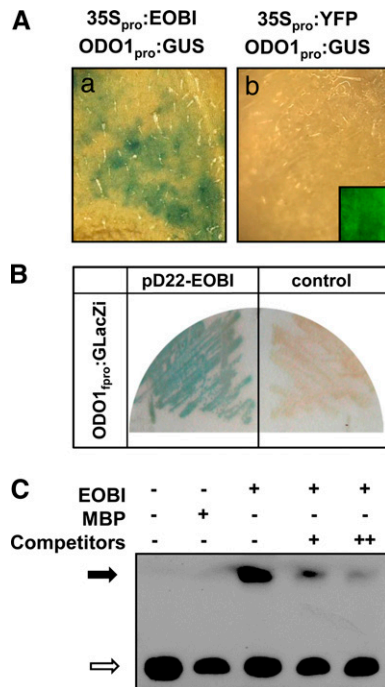 A
35Spro:EOBI
ODO1pro:GUS
35Spro:YFP
ODO1pro:GUS
a
b
B
pD22-EOBI
control
ODO1fpro:GLacZi
C
EOBI - - + + +
MBP - + - - -
Competitors - - - + ++